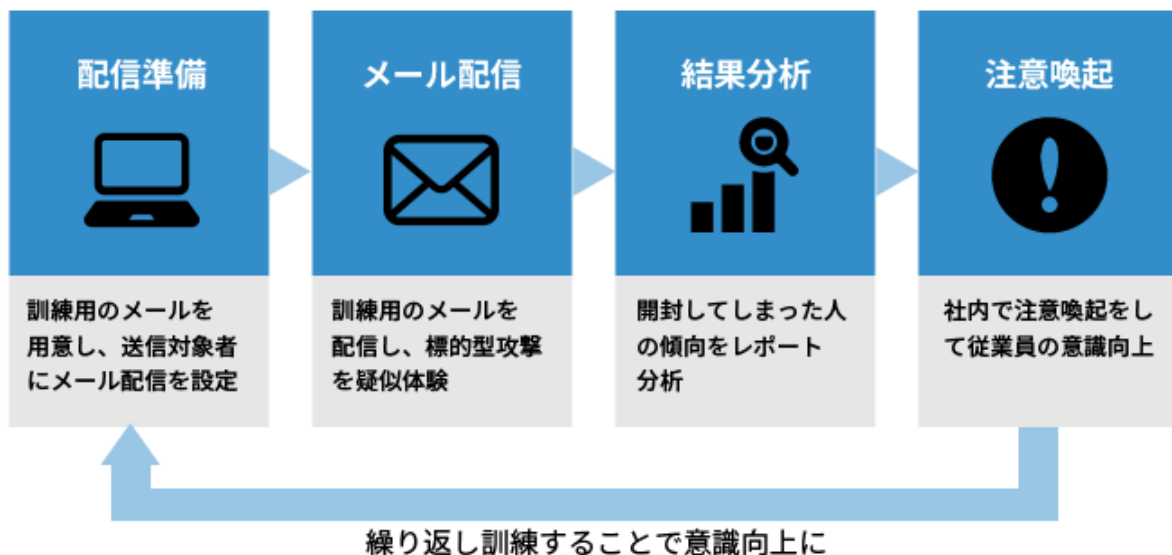 配信準備
訓練用のメールを
用意し、送信対象者
にメール配信を設定
メール配信
訓練用のメールを
配信し、標的型攻撃
を疑似体験
結果分析
開封してしまった人
の傾向をレポート
分析
注意喚起
社内で注意喚起をし
て従業員の意識向上
繰り返し訓練することで意識向上に